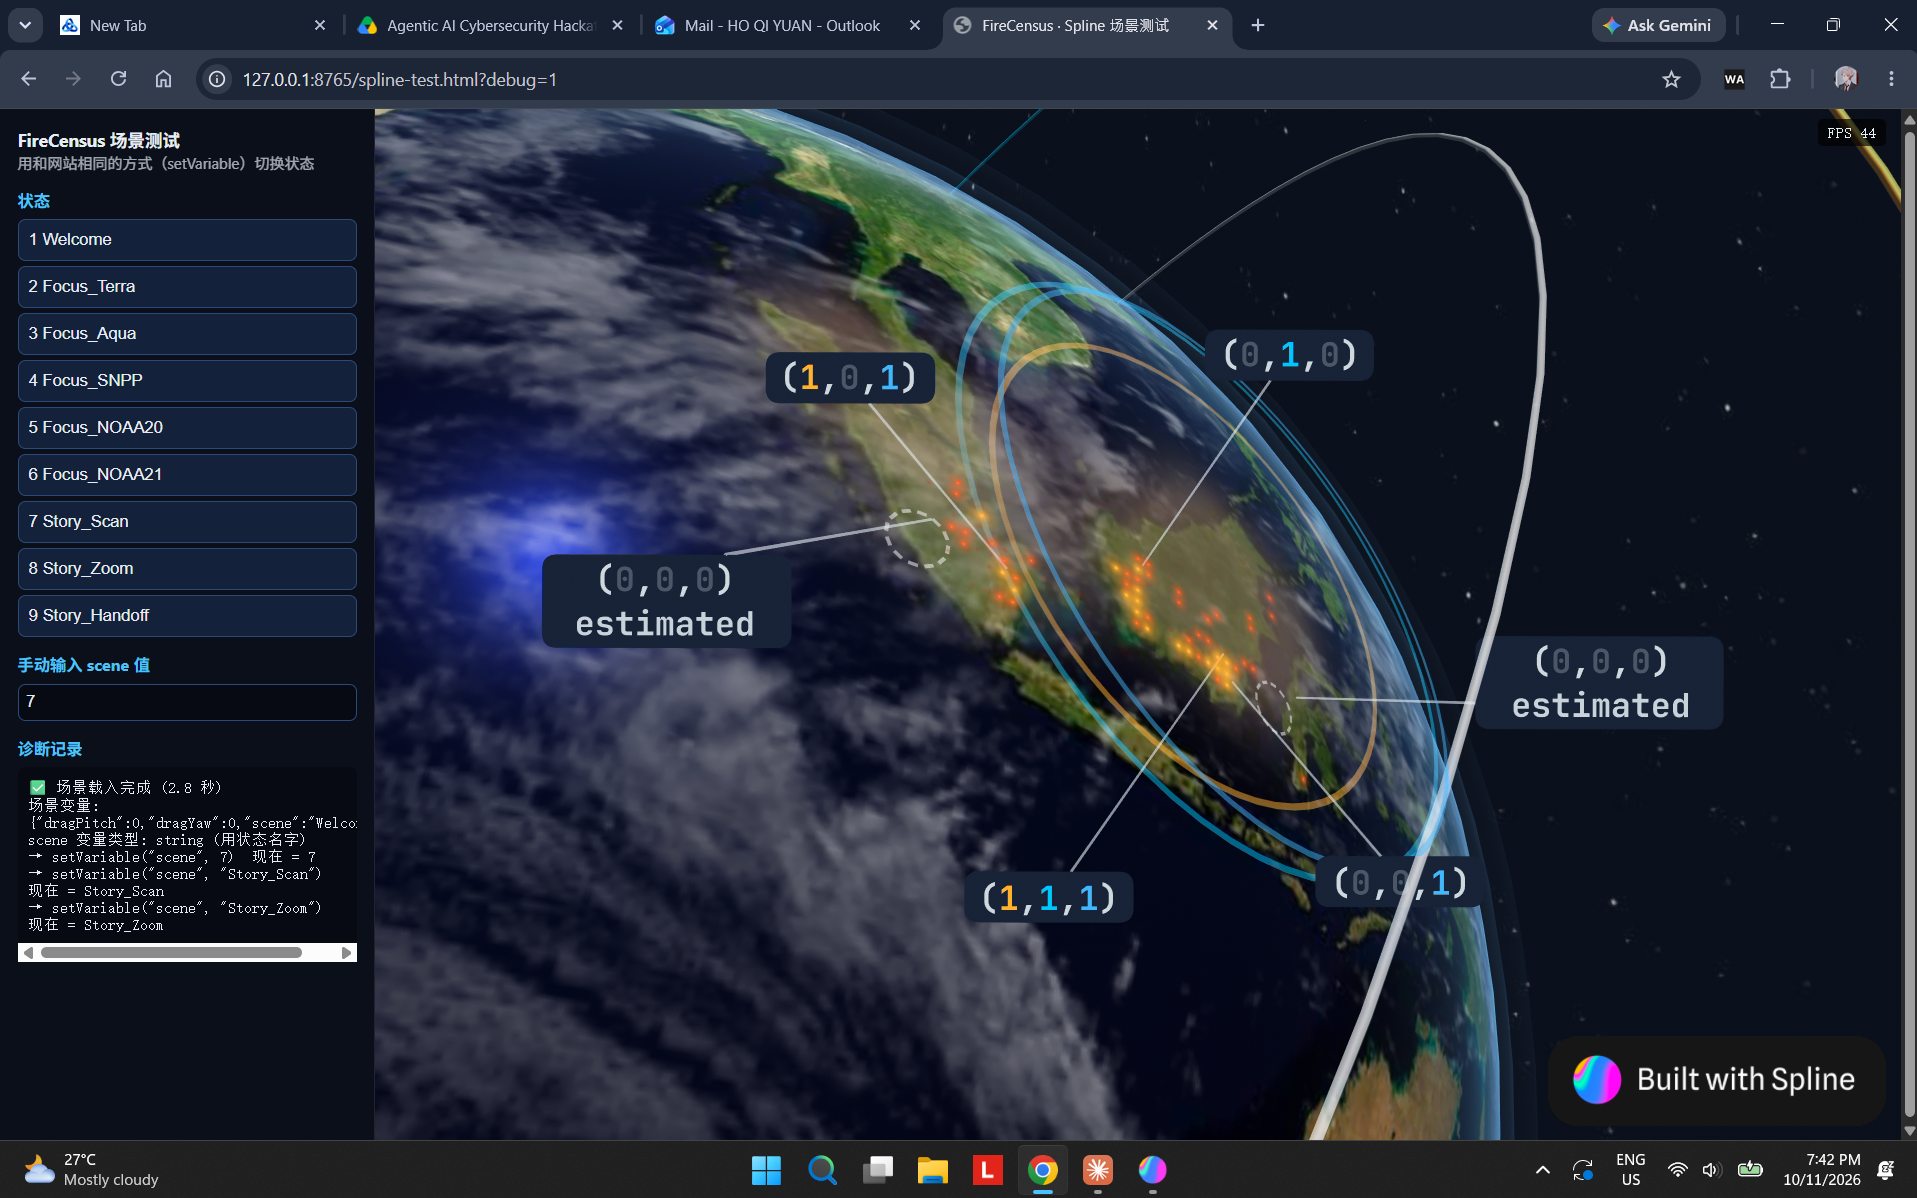 New Tab
Agentic AI Cybersecurity Hacka
Mail - HO QI YUAN - Outlook
FireCensus · Spline 场景测试
Ask Gemini
127.0.0.1:8765/spline-test.html?debug=1
WA
FireCensus 场景测试
用和网站相同的方式（setVariable）切换状态
状态
1 Welcome
2 Focus_Terra
3 Focus_Aqua
4 Focus_SNPP
5 Focus_NOAA20
6 Focus_NOAA21
7 Story_Scan
8 Story_Zoom
9 Story_Handoff
手动输入 scene 值
7
诊断记录
场景载入完成 (2.8 秒)
场景变量:
{"dragPitch":0,"dragYaw":0,"scene":"Welco
scene 变量类型: string (用状态名字)
→ setVariable("scene", 7) 现在 = 7
→ setVariable("scene", "Story_Scan")
现在 = Story_Scan
→ setVariable("scene", "Story_Zoom")
现在 = Story_Zoom
FPS 44
(0,1,0)
(1,0,1)
(0,0,0)
estimated
(0,0,0)
estimated
(1,1,1)
(0,0,1)
Built with Spline
27°C
Mostly cloudy
L
ENG
US
7:42 PM
10/11/2026